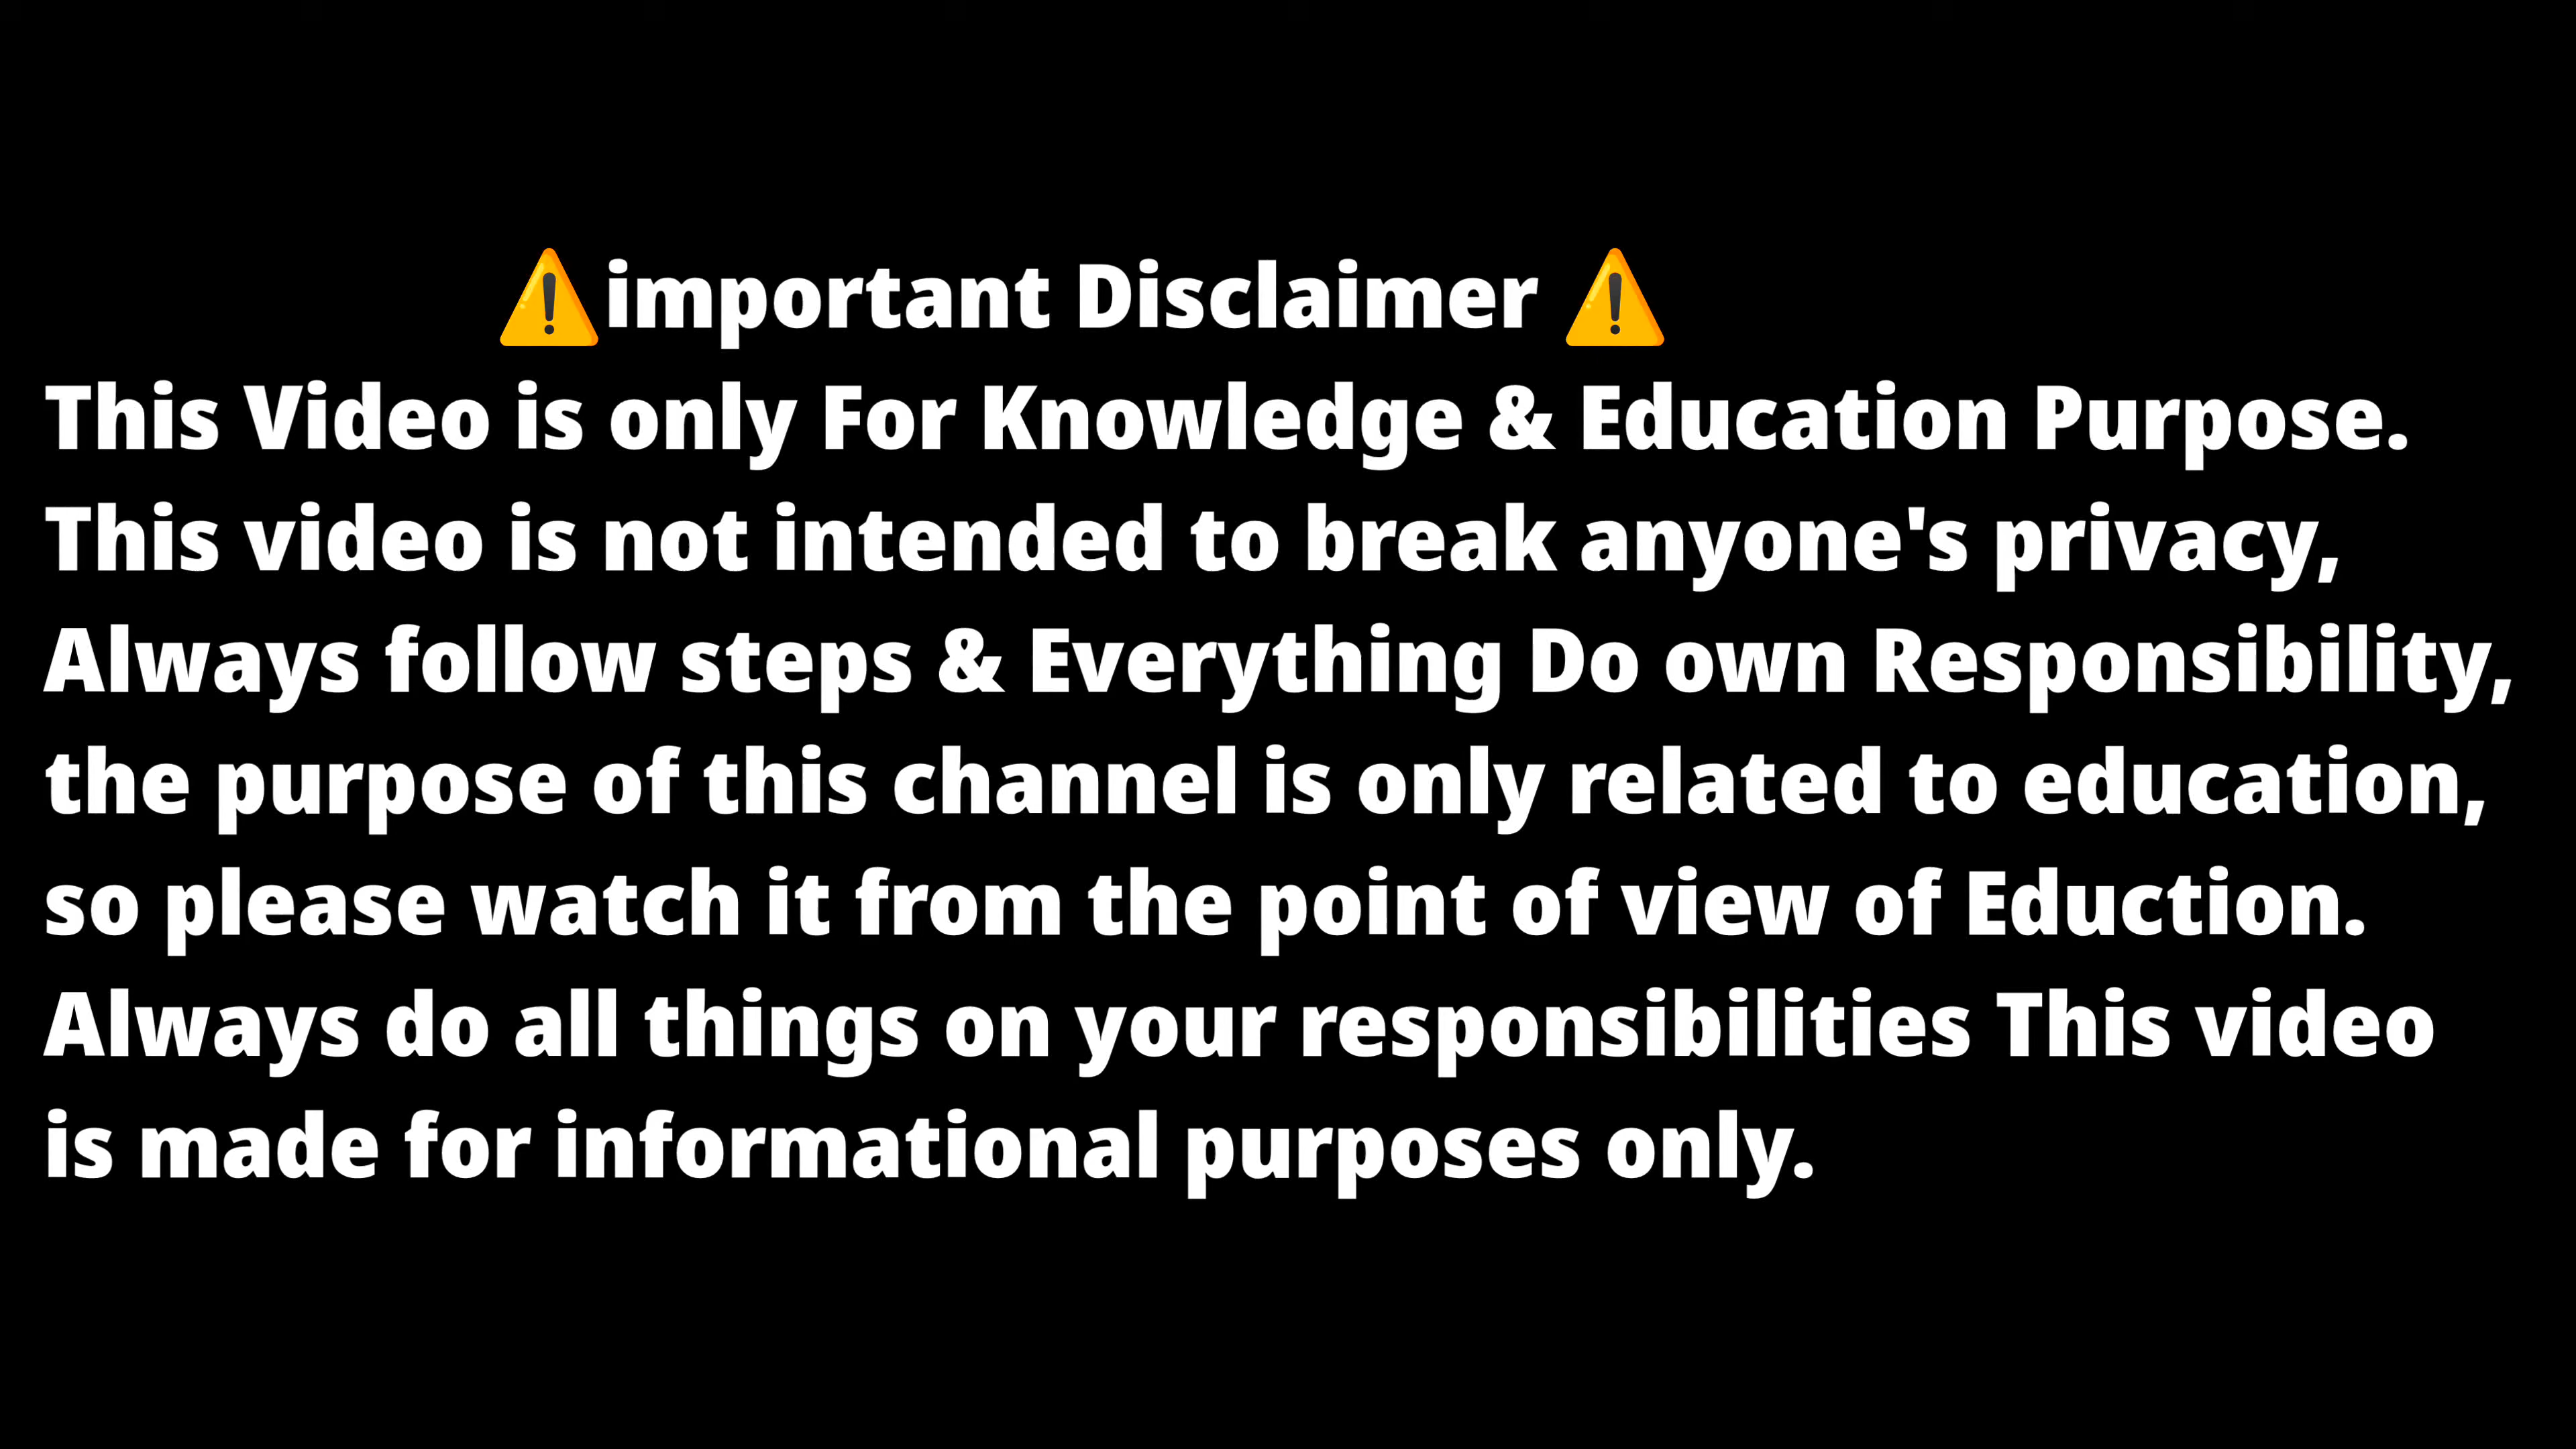 ⚠️important Disclaimer ⚠️
This Video is only For Knowledge & Education Purpose.
This video is not intended to break anyone's privacy,
Always follow steps & Everything Do own Responsibility,
the purpose of this channel is only related to education,
so please watch it from the point of view of Eduction.
Always do all things on your responsibilities This video
is made for informational purposes only.